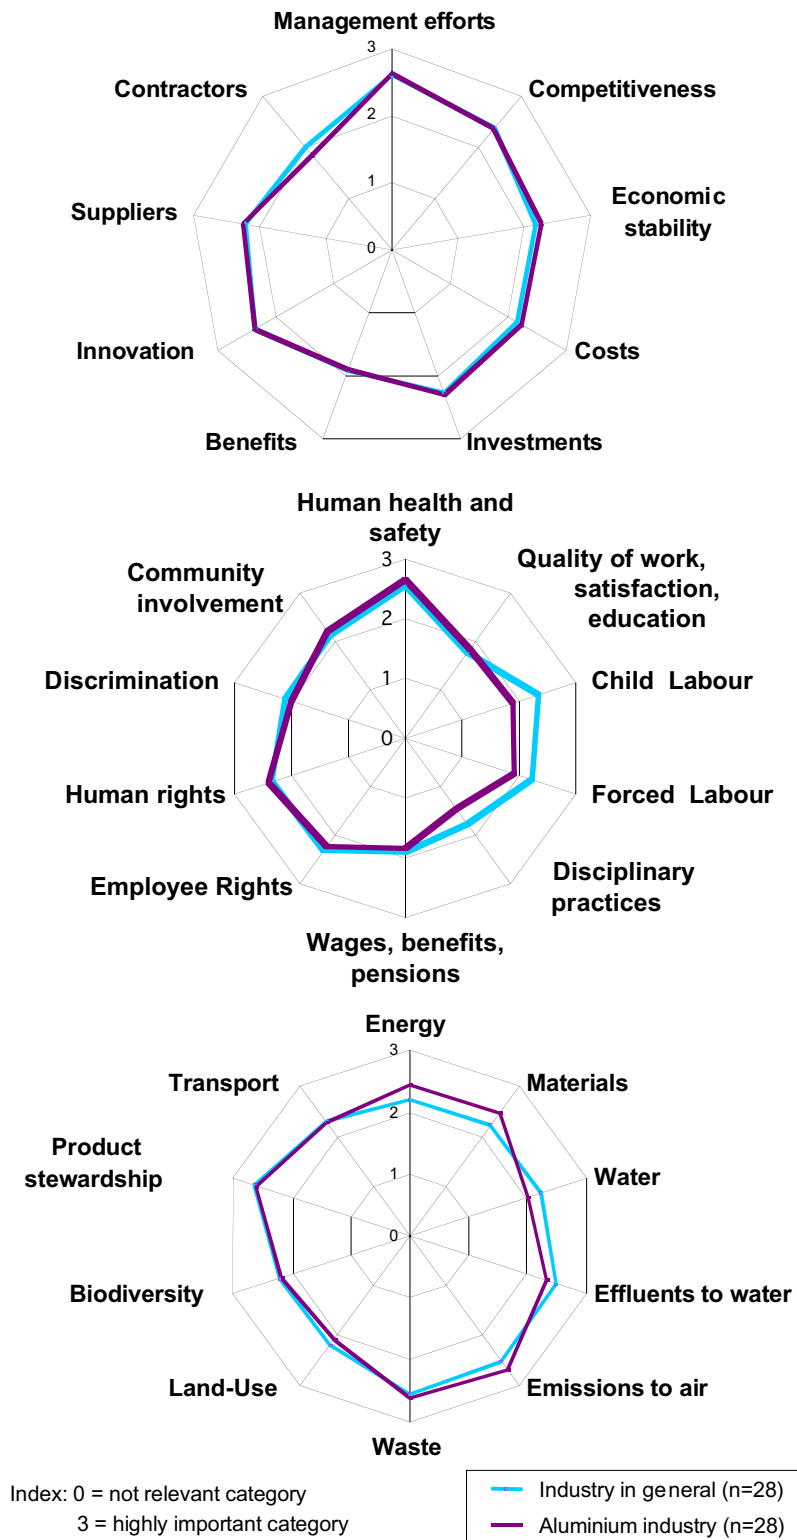 Management efforts
3
Contractors
Competitiveness
2
Suppliers
Economic
stability
1
0
Innovation
Costs
Benefits
Investments
Human health and
safety
3
Community
involvement
Quality of work,
satisfaction,
education
2
Discrimination
Child Labour
1
0
Human rights
Forced Labour
Employee Rights
Disciplinary
practices
Wages, benefits,
pensions
Energy
3
Transport
Materials
2
Product
stewardship
Water
1
0
Biodiversity
Effluents to water
Land-Use
Emissions to air
Waste
Index: 0 = not relevant category
3 = highly important category
Industry in general (n=28)
Aluminium industry (n=28)